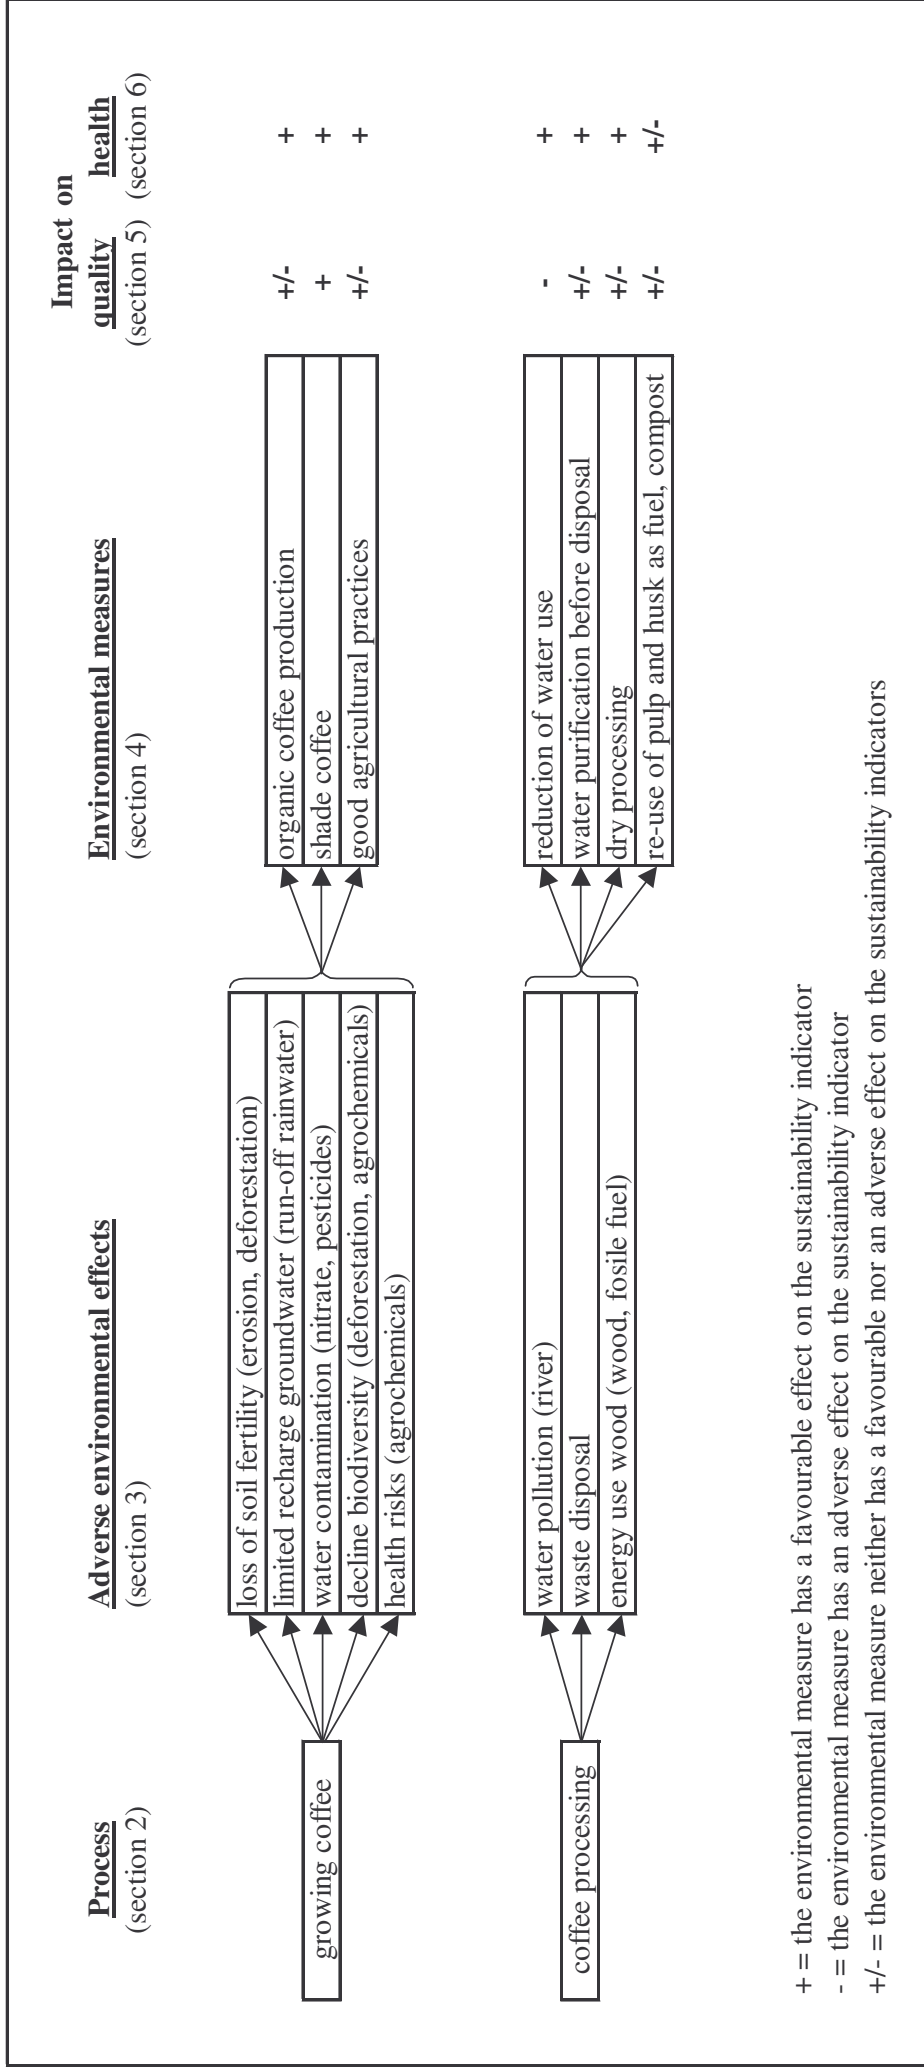 Impact on
Process Adverse environmental effects Environmental measures quality health
(section 2) (section 3) (section 4) (section 5) (section 6)
loss of soil fertility (erosion, deforestation)
limited recharge groundwater (run-off rainwater) organic coffee production +/- +
growing coffee water contamination (nitrate, pesticides) shade coffee + +
decline biodiversity (deforestation, agrochemicals) good agricultural practices +/- +
health risks (agrochemicals)
water pollution (river) reduction of water use - +
coffee processing waste disposal water purification before disposal +/- +
energy use wood (wood, fosile fuel) dry processing +/- +
re-use of pulp and husk as fuel, compost +/- +/-
+ = the environmental measure has a favourable effect on the sustainability indicator
- = the environmental measure has an adverse effect on the sustainability indicator
+/- = the environmental measure neither has a favourable nor an adverse effect on the sustainability indicators